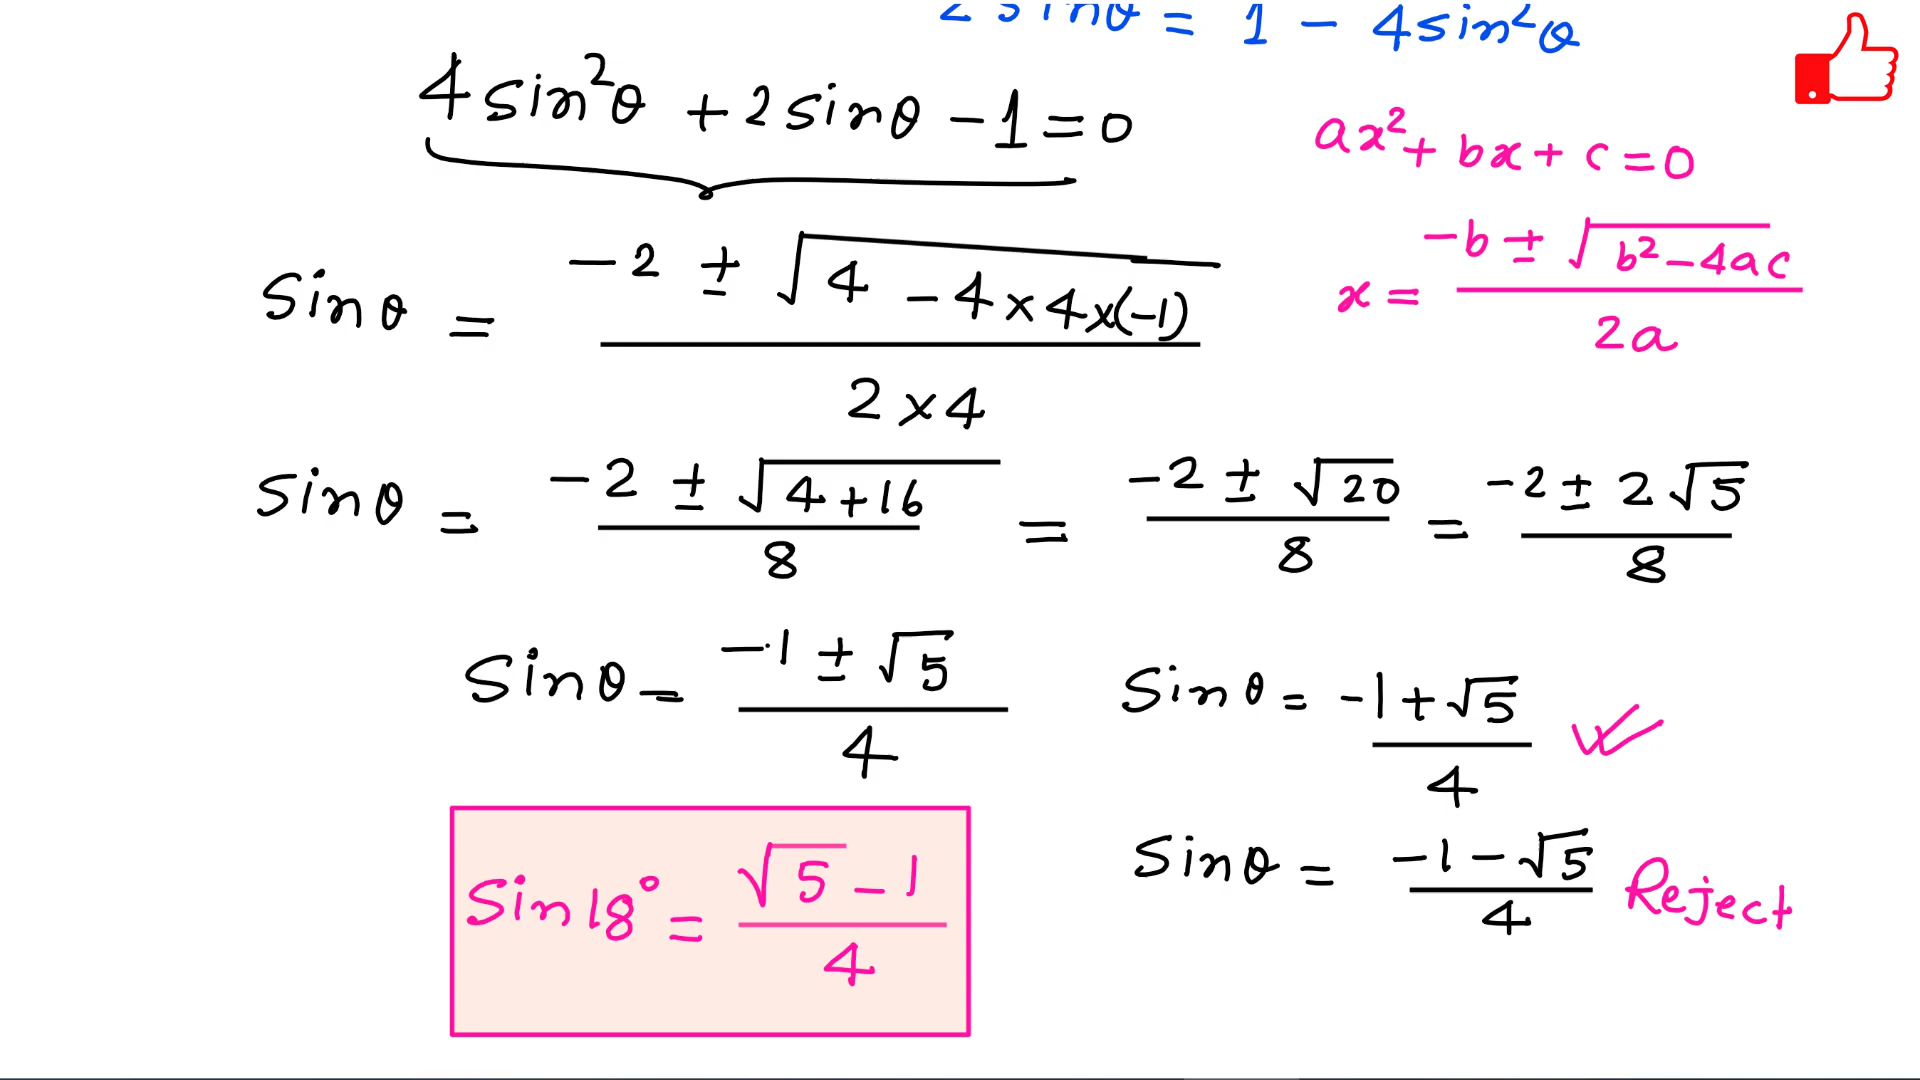 2 sinθ = 1 - 4sin²θ
4sin²θ + 2sinθ - 1 = 0
ax² + bx + c = 0
x = (-b ± √(b² - 4ac)) / 2a
Sinθ = (-2 ± √(4 - 4×4×(-1))) / (2×4)
Sinθ = (-2 ± √(4+16)) / 8 = (-2 ± √20) / 8 = (-2 ± 2√5) / 8
Sinθ = (-1 ± √5) / 4
Sinθ = (-1 + √5) / 4
Sinθ = (-1 - √5) / 4 Reject
Sin18° = (√5 - 1) / 4